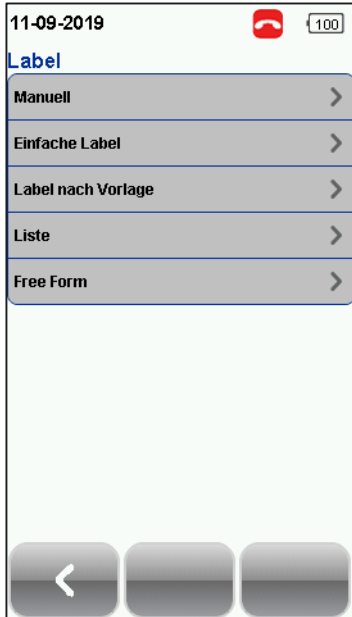 11-09-2019 100
Label
Manuell
Einfache Label
Label nach Vorlage
Liste
Free Form